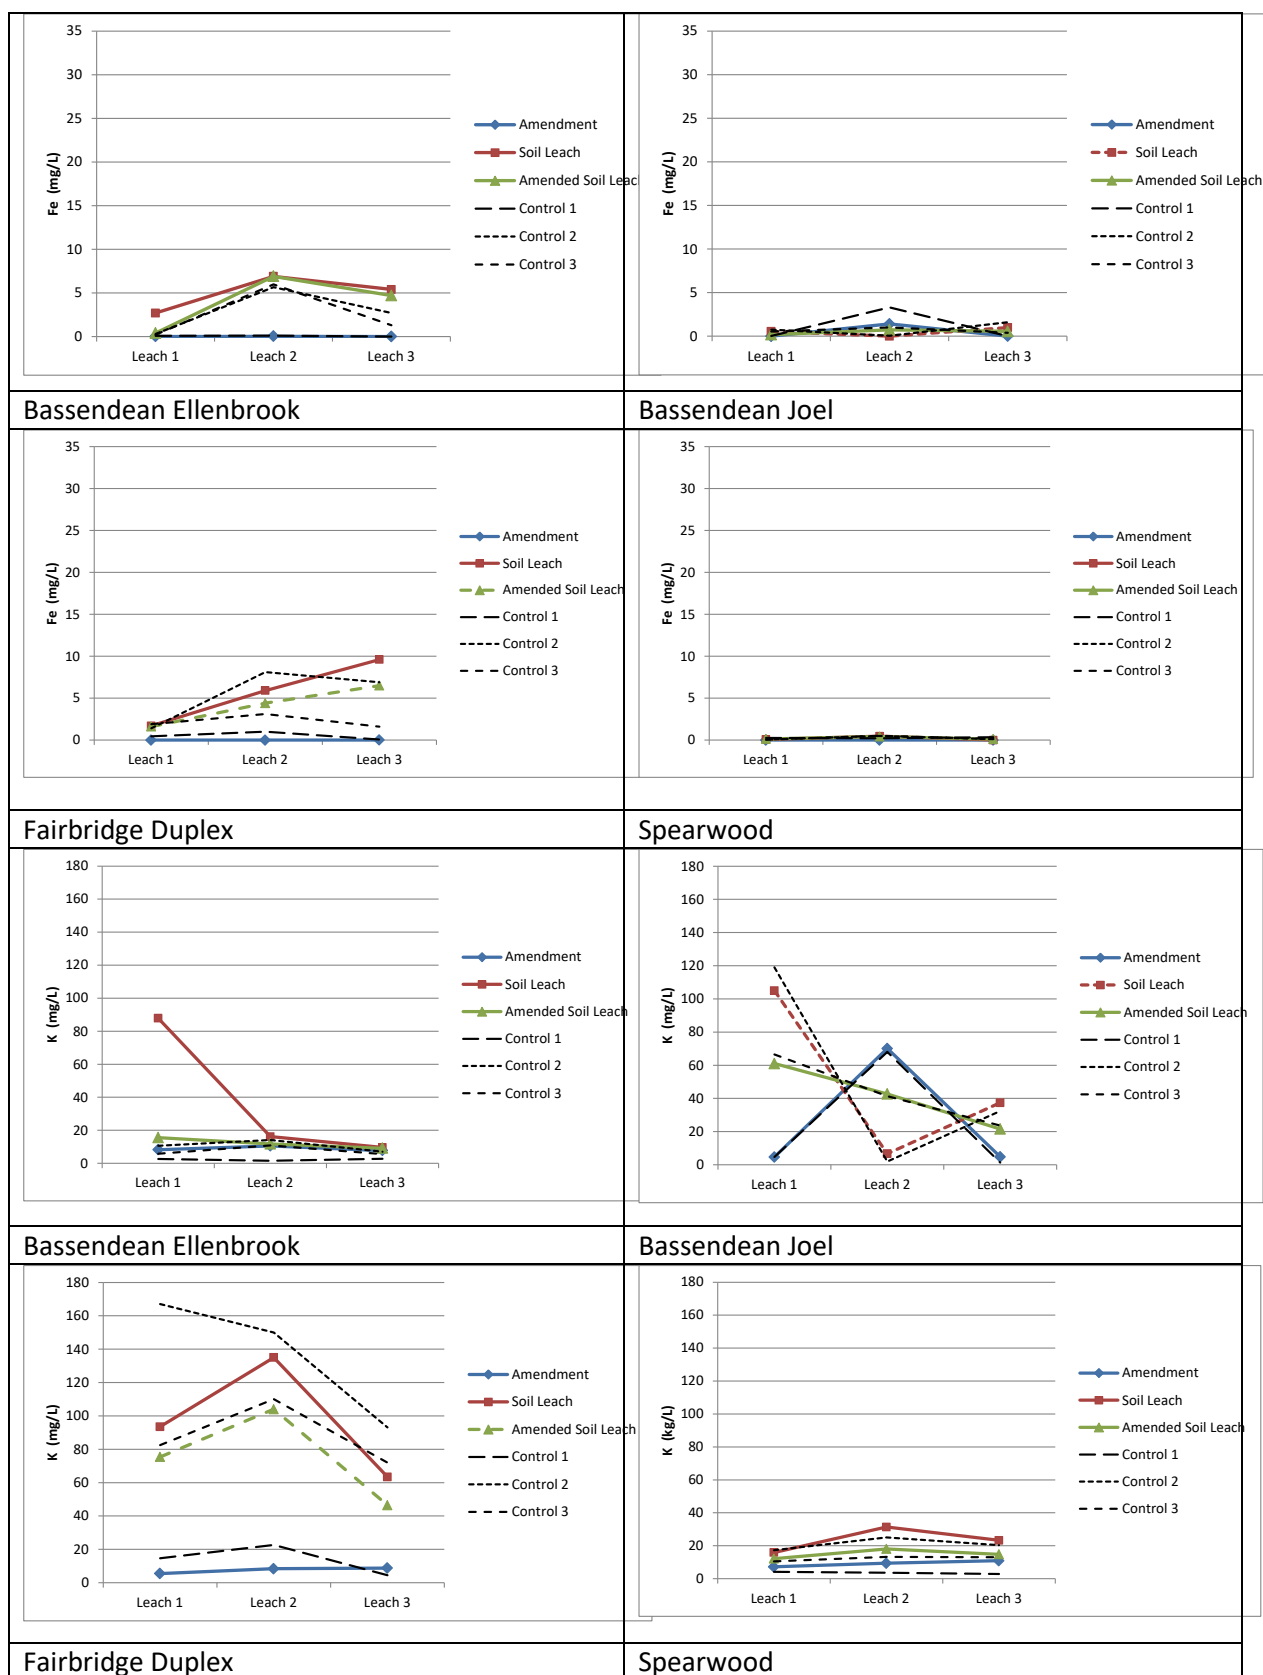 35
30
25
20
15
10
5
0
Fe (mg/L)
Leach 1 Leach 2 Leach 3
Amendment
Soil Leach
Amended Soil Leach
Control 1
Control 2
Control 3
35
30
25
20
15
10
5
0
Fe (mg/L)
Leach 1 Leach 2 Leach 3
Amendment
Soil Leach
Amended Soil Leach
Control 1
Control 2
Control 3
Bassendean Ellenbrook
Bassendean Joel
35
30
25
20
15
10
5
0
Fe (mg/L)
Leach 1 Leach 2 Leach 3
Amendment
Soil Leach
Amended Soil Leach
Control 1
Control 2
Control 3
35
30
25
20
15
10
5
0
Fe (mg/L)
Leach 1 Leach 2 Leach 3
Amendment
Soil Leach
Amended Soil Leach
Control 1
Control 2
Control 3
Fairbridge Duplex
Spearwood
180
160
140
120
100
80
60
40
20
0
K (mg/L)
Leach 1 Leach 2 Leach 3
Amendment
Soil Leach
Amended Soil Leach
Control 1
Control 2
Control 3
180
160
140
120
100
80
60
40
20
0
K (mg/L)
Leach 1 Leach 2 Leach 3
Amendment
Soil Leach
Amended Soil Leach
Control 1
Control 2
Control 3
Bassendean Ellenbrook
Bassendean Joel
180
160
140
120
100
80
60
40
20
0
K (mg/L)
Leach 1 Leach 2 Leach 3
Amendment
Soil Leach
Amended Soil Leach
Control 1
Control 2
Control 3
180
160
140
120
100
80
60
40
20
0
K (kg/L)
Leach 1 Leach 2 Leach 3
Amendment
Soil Leach
Amended Soil Leach
Control 1
Control 2
Control 3
Fairbridge Duplex
Spearwood